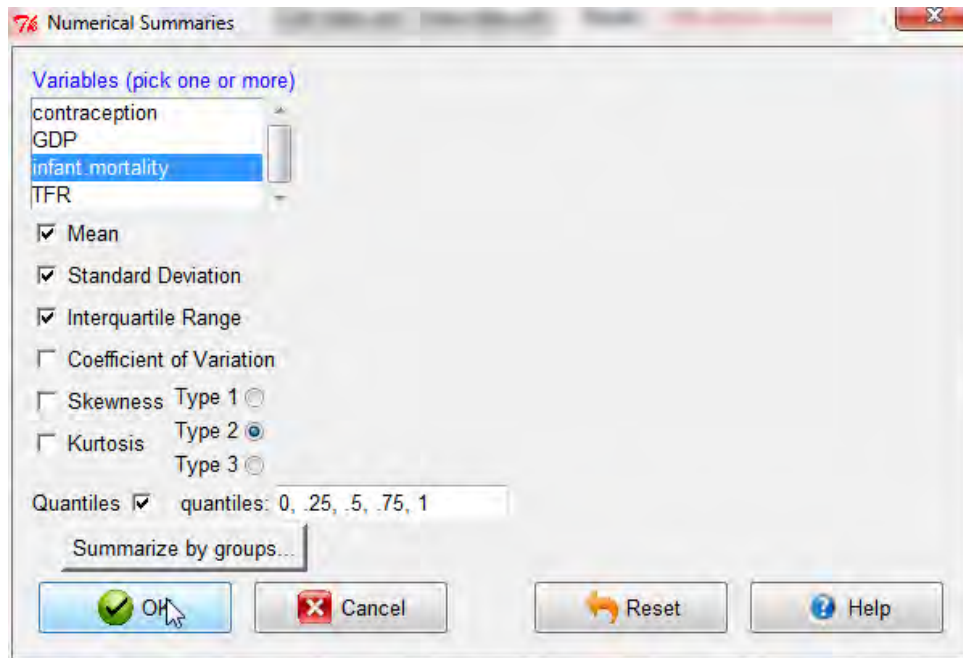 Numerical Summaries
Variables (pick one or more)
contraception
GDP
infant.mortality
TFR
Mean
Standard Deviation
Interquartile Range
Coefficient of Variation
Skewness Type 1
Kurtosis Type 2
Type 3
Quantiles quantiles: 0, .25, .5, .75, 1
Summarize by groups...
OK Cancel Reset Help